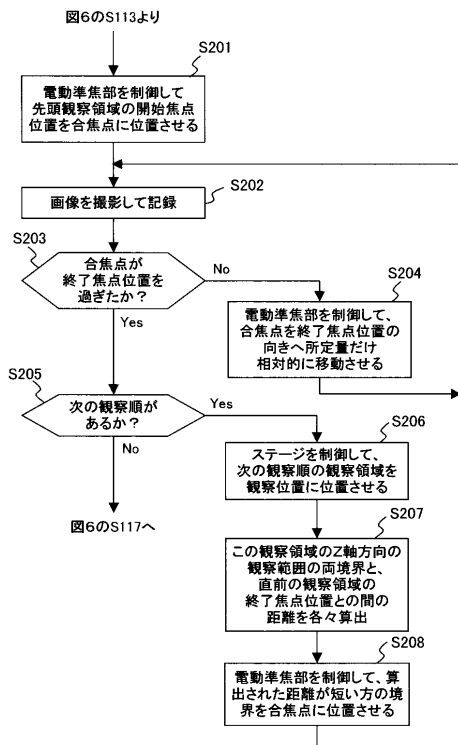 図6のS113より
S201
電動準焦部を制御して
先頭観察領域の開始焦点
位置を合焦点に位置させる
S202
画像を撮影して記録
S203
合焦点が
終了焦点位置を
過ぎたか？
No
Yes
S204
電動準焦部を制御して、
合焦点を終了焦点位置の
向きへ所定量だけ
相対的に移動させる
S205
次の観察順が
あるか？
Yes
No
図6のS117へ
S206
ステージを制御して、
次の観察順の観察領域を
観察位置に位置させる
S207
この観察領域のZ軸方向の
観察範囲の両境界と、
直前の観察領域の
終了焦点位置との間の
距離を各々算出
S208
電動準焦部を制御して、算
出された距離が短い方の境
界を合焦点に位置させる